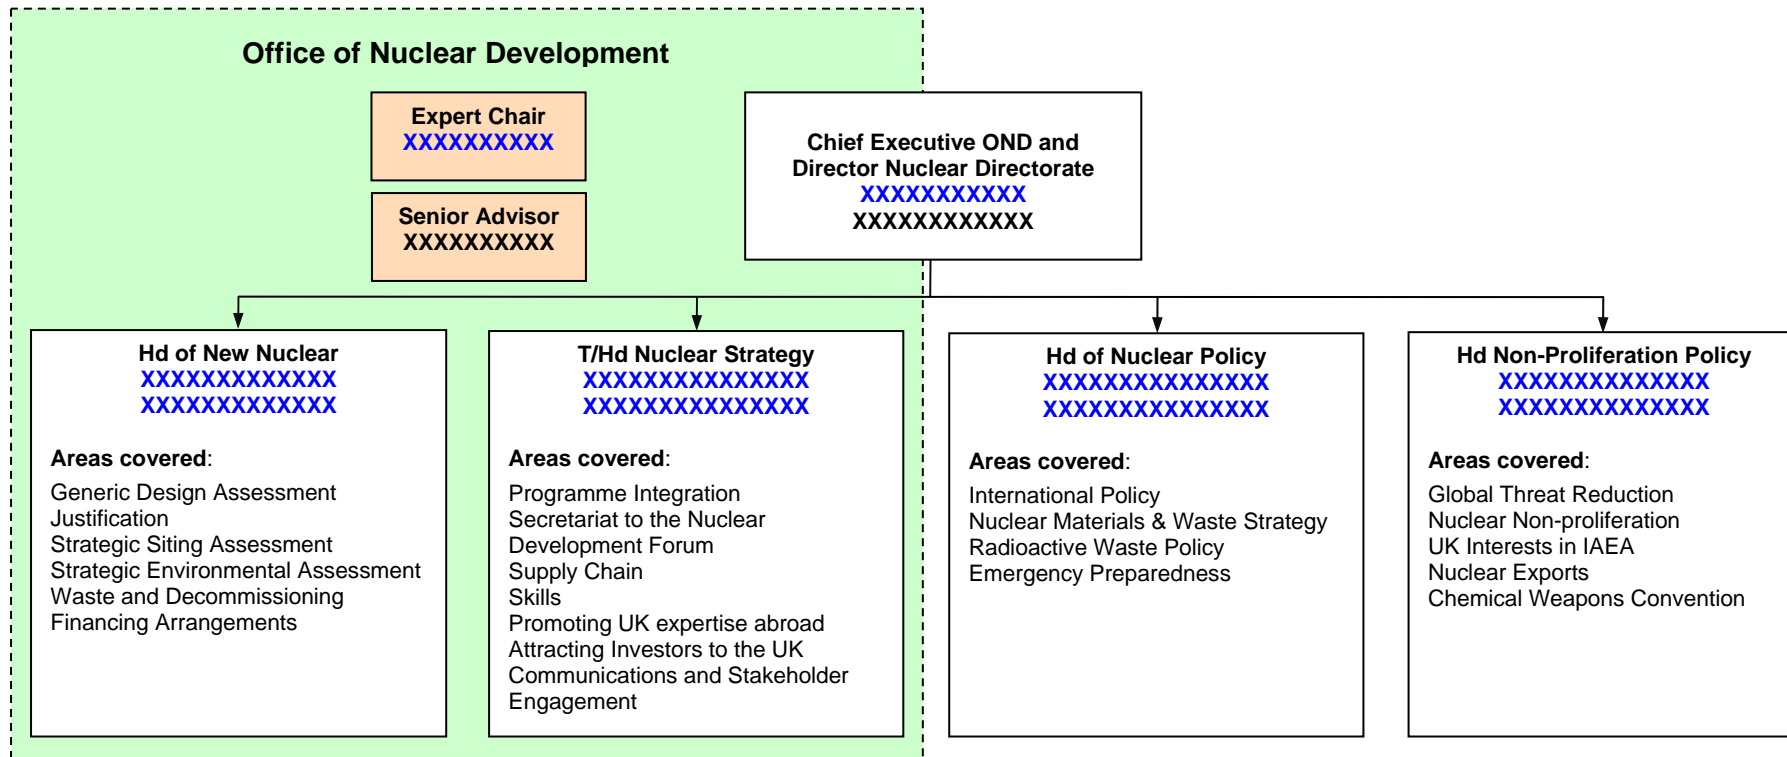 Office of Nuclear Development
Expert Chair
XXXXXXXXXX
Senior Advisor
XXXXXXXXXX
Chief Executive OND and
Director Nuclear Directorate
XXXXXXXXXXX
XXXXXXXXXXXX
Hd of New Nuclear
XXXXXXXXXXXXX
XXXXXXXXXXXXX
Areas covered:
Generic Design Assessment
Justification
Strategic Siting Assessment
Strategic Environmental Assessment
Waste and Decommissioning
Financing Arrangements
T/Hd Nuclear Strategy
XXXXXXXXXXXXXXX
XXXXXXXXXXXXXXX
Areas covered:
Programme Integration
Secretariat to the Nuclear
Development Forum
Supply Chain
Skills
Promoting UK expertise abroad
Attracting Investors to the UK
Communications and Stakeholder
Engagement
Hd of Nuclear Policy
XXXXXXXXXXXXXXX
XXXXXXXXXXXXXXX
Areas covered:
International Policy
Nuclear Materials & Waste Strategy
Radioactive Waste Policy
Emergency Preparedness
Hd Non-Proliferation Policy
XXXXXXXXXXXXXX
XXXXXXXXXXXXXX
Areas covered:
Global Threat Reduction
Nuclear Non-proliferation
UK Interests in IAEA
Nuclear Exports
Chemical Weapons Convention